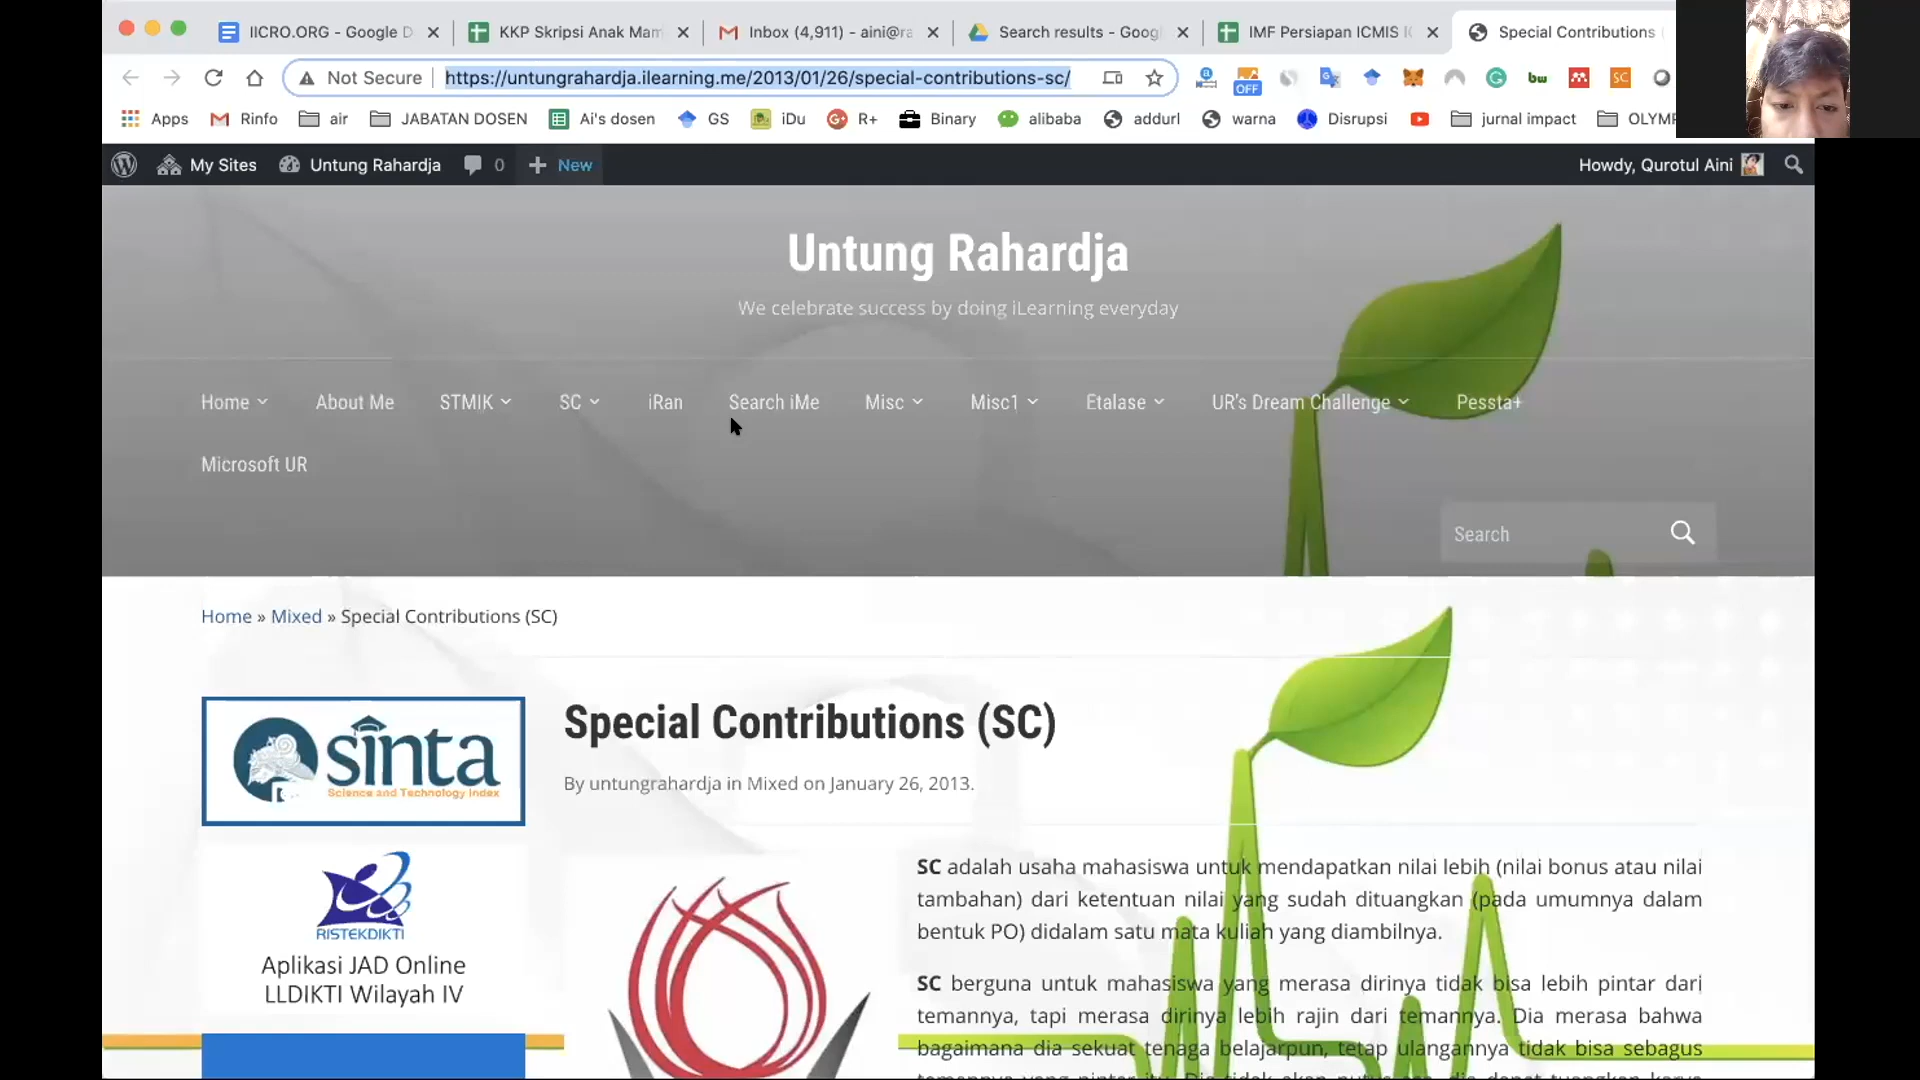 IICRO.ORG - Google D
KKP Skripsi Anak Mam
Inbox (4,911) - aini@ra
Search results - Goog
IMF Persiapan ICMIS I
Special Contributions
Not Secure
https://untungrahardja.ilearning.me/2013/01/26/special-contributions-sc/
OFF
bw
SC
Apps
Rinfo
air
JABATAN DOSEN
Ai's dosen
GS
iDu
R+
Binary
alibaba
addurl
warna
Disrupsi
jurnal impact
OLYMP
My Sites
Untung Rahardja
0
New
Howdy, Qurotul Aini
Untung Rahardja
We celebrate success by doing iLearning everyday
Home
About Me
STMIK
SC
iRan
Search iMe
Misc
Misc1
Etalase
UR's Dream Challenge
Pessta+
Microsoft UR
Search
Home » Mixed » Special Contributions (SC)
sinta
Science and Technology Index
Special Contributions (SC)
By untungrahardja in Mixed on January 26, 2013.
RISTEKDIKTI
Aplikasi JAD Online
LLDIKTI Wilayah IV
SC adalah usaha mahasiswa untuk mendapatkan nilai lebih (nilai bonus atau nilai
tambahan) dari ketentuan nilai yang sudah dituangkan (pada umumnya dalam
bentuk PO) didalam satu mata kuliah yang diambilnya.
SC berguna untuk mahasiswa yang merasa dirinya tidak bisa lebih pintar dari
temannya, tapi merasa dirinya lebih rajin dari temannya. Dia merasa bahwa
bagaimana dia sekuat tenaga belajarpun, tetap ulangannya tidak bisa sebagus